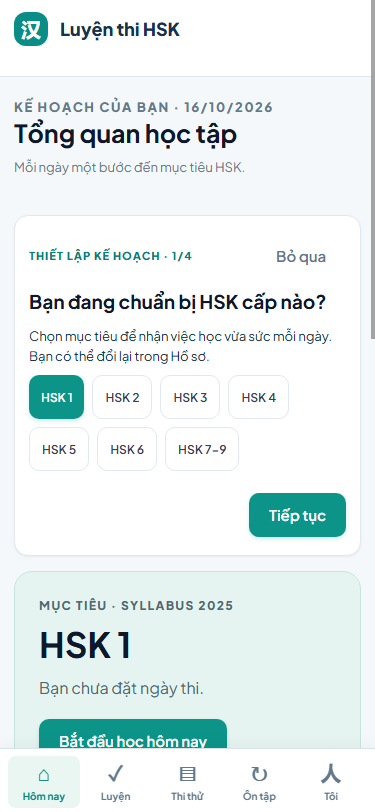 汉 Luyện thi HSK
KẾ HOẠCH CỦA BẠN · 16/10/2026
Tổng quan học tập
Mỗi ngày một bước đến mục tiêu HSK.
THIẾT LẬP KẾ HOẠCH · 1/4 Bỏ qua
Bạn đang chuẩn bị HSK cấp nào?
Chọn mục tiêu để nhận việc học vừa sức mỗi ngày.
Bạn có thể đổi lại trong Hồ sơ.
HSK 1 HSK 2 HSK 3 HSK 4
HSK 5 HSK 6 HSK 7–9
Tiếp tục
MỤC TIÊU · SYLLABUS 2025
HSK 1
Bạn chưa đặt ngày thi.
Bắt đầu học hôm nay
人
Hôm nay Luyện Thi thử Ôn tập Tôi